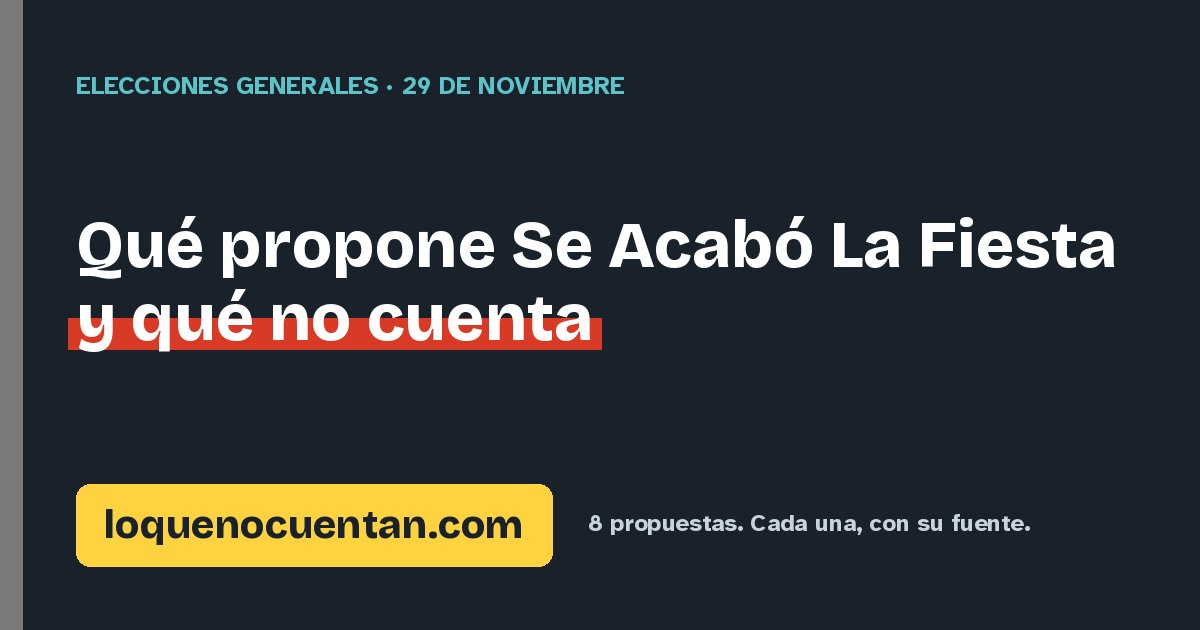 ELECCIONES GENERALES · 29 DE NOVIEMBRE
Qué propone Se Acabó La Fiesta
y qué no cuenta
loquenocuentan.com
8 propuestas. Cada una, con su fuente.